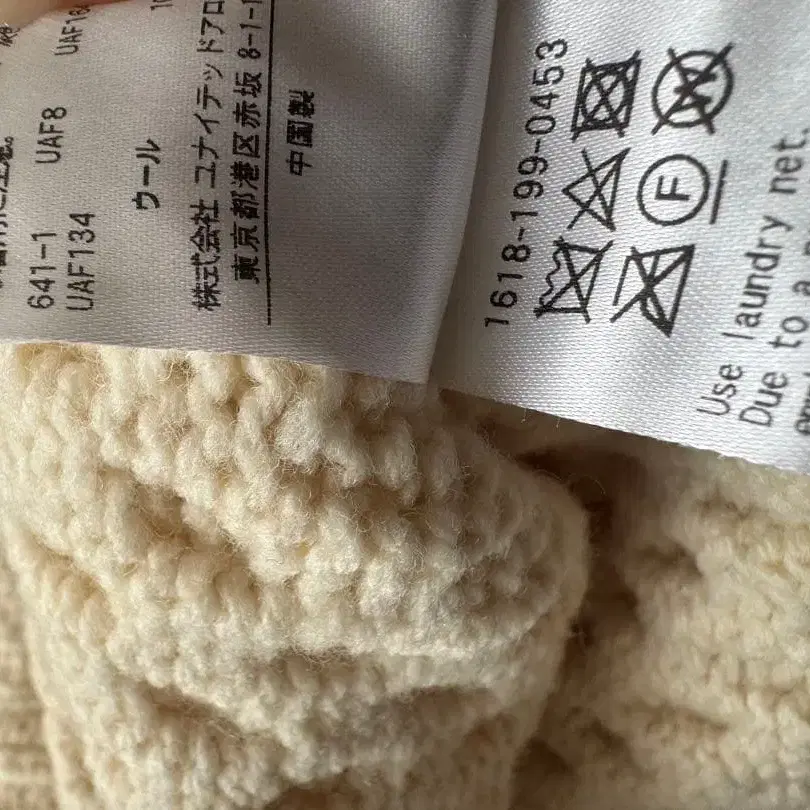 641-1 UAF8
UAF134
ウール
株式会社 ユナイテッドアロ
東京都港区赤坂 8-1-1
中国製
1618-199-0453
F
Use laundry net.
Due to a